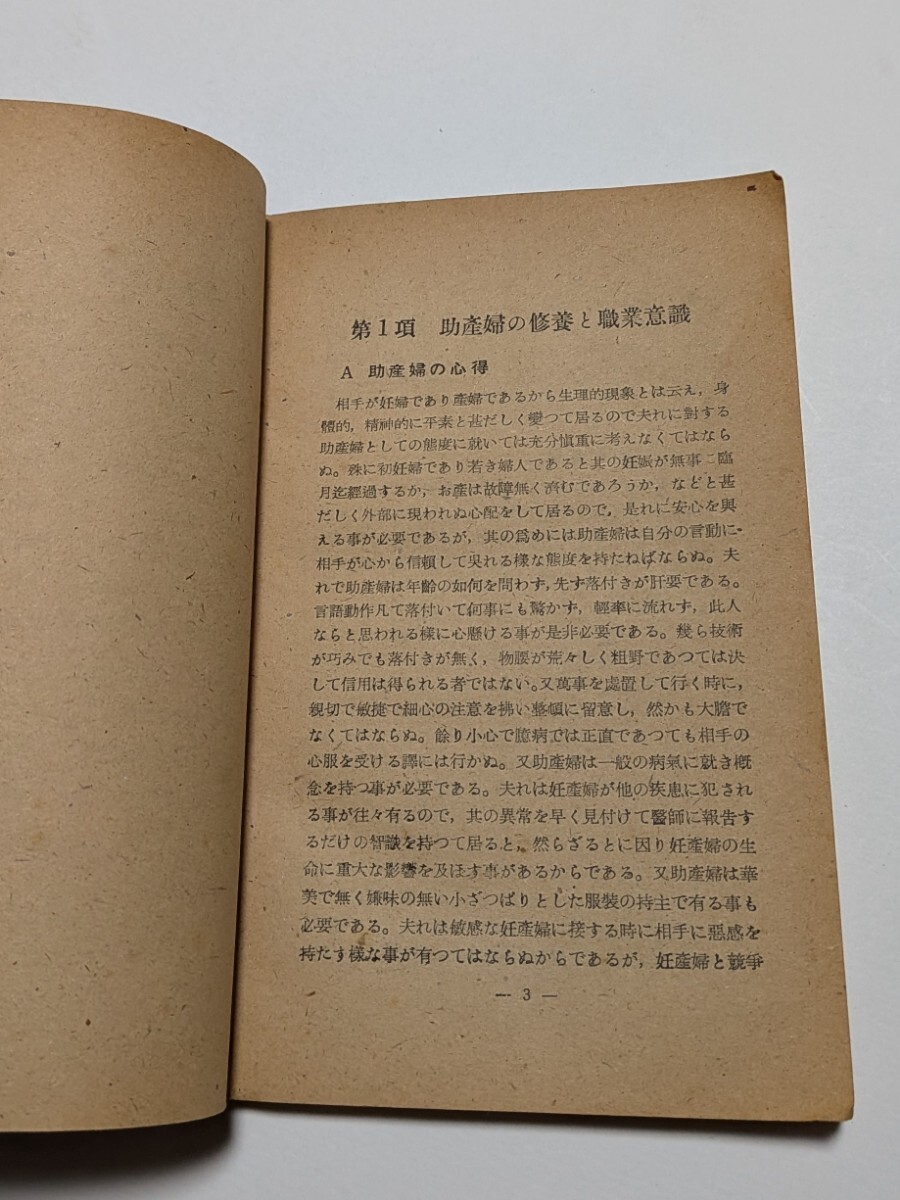 第1項 助產婦の修養と職業意識
A 助産婦の心得
相手が妊婦であり產婦であるから生理的現象とは云え，身
體的，精神的に平素と甚だしく變つて居るので夫れに對する
助產婦としての態度に就いては充分愼重に考えなくてはなら
ぬ。殊に初妊婦であり若き婦人であると其の妊娠が無事に臨
月迄經過するか，お產は故障無く濟むであろうか，などと甚
だしく外部に現われぬ心配をして居るので，是れに安心を與
える事が必要であるが，其の爲めには助產婦は自分の言動に
相手が心から信賴して吳れる樣な態度を持たねばならぬ。夫
れで助產婦は年齡の如何を問わず，先ず落付きが肝要である。
言語動作凡て落付いて何事にも驚かず，輕率に流れず，此人
ならと思われる樣に心懸ける事が是非必要である。幾ら技術
が巧みでも落付きが無く，物腰が荒々しく粗野であつては決
して信用は得られる者ではない。又萬事を處置して行く時に，
親切で敏捷で細心の注意を拂い整頓に留意し，然かも大膽で
なくてはならぬ。餘り小心で臆病では正直であつても相手の
心服を受ける譯には行かぬ。又助產婦は一般の病氣に就き槪
念を持つ事が必要である。夫れは妊產婦が他の疾患に犯され
る事が往々有るので，其の異常を早く見付けて醫師に報告す
るだけの智識を持つて居ると，然らざるとに因り妊產婦の生
命に重大な影響を及ほす事があるからである。又助產婦は華
美で無く嫌味の無い小ざつぱりとした服裝の持主で有る事も
必要である。夫れは敏感な妊產婦に接する時に相手に惡感を
持たす樣な事が有つてはならぬからであるが，妊產婦と競爭
— 3 —